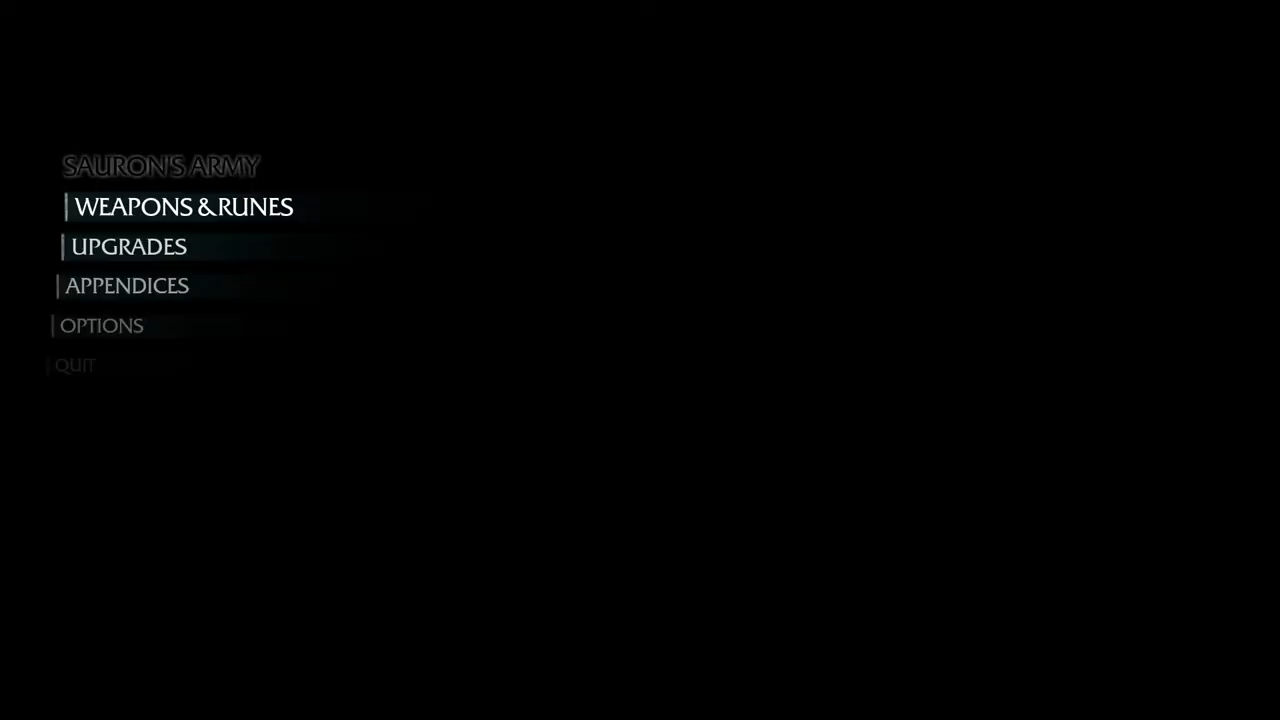 SAURON'S ARMY
WEAPONS & RUNES
UPGRADES
APPENDICES
OPTIONS
QUIT